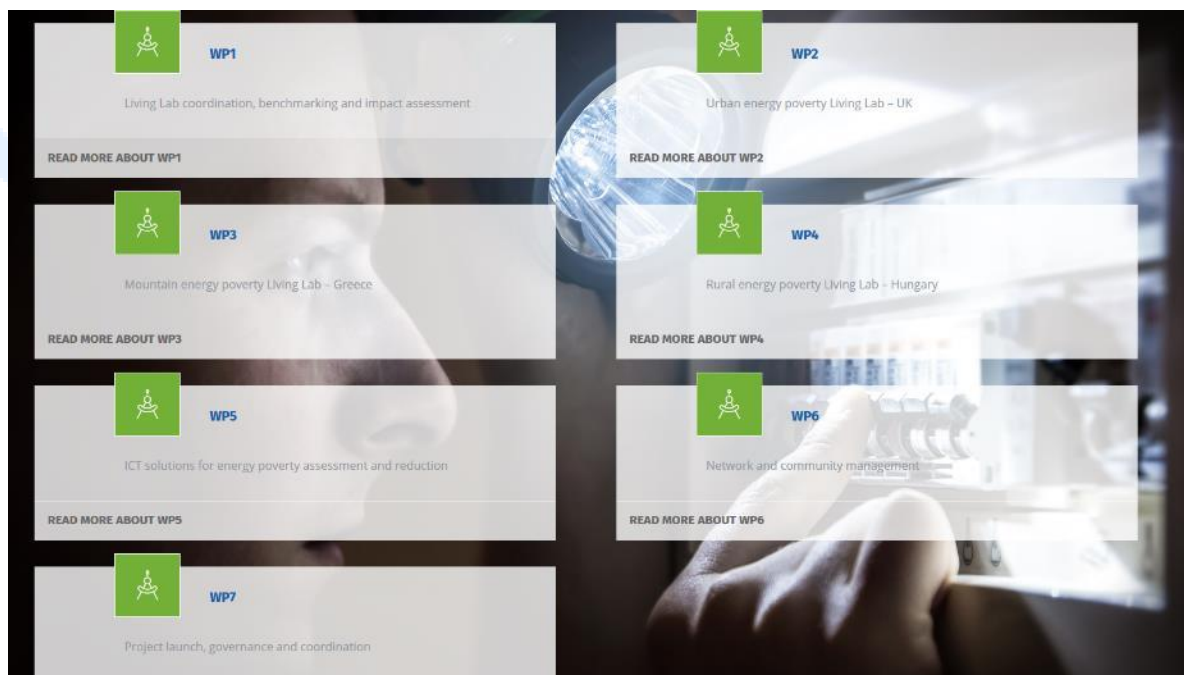 WP1
Living Lab coordination, benchmarking and impact assessment
READ MORE ABOUT WP1
WP2
Urban energy poverty Living Lab – UK
READ MORE ABOUT WP2
WP3
Mountain energy poverty Living Lab – Greece
READ MORE ABOUT WP3
WP4
Rural energy poverty Living Lab – Hungary
READ MORE ABOUT WP4
WP5
ICT solutions for energy poverty assessment and reduction
READ MORE ABOUT WP5
WP6
Network and community management
READ MORE ABOUT WP6
WP7
Project launch, governance and coordination